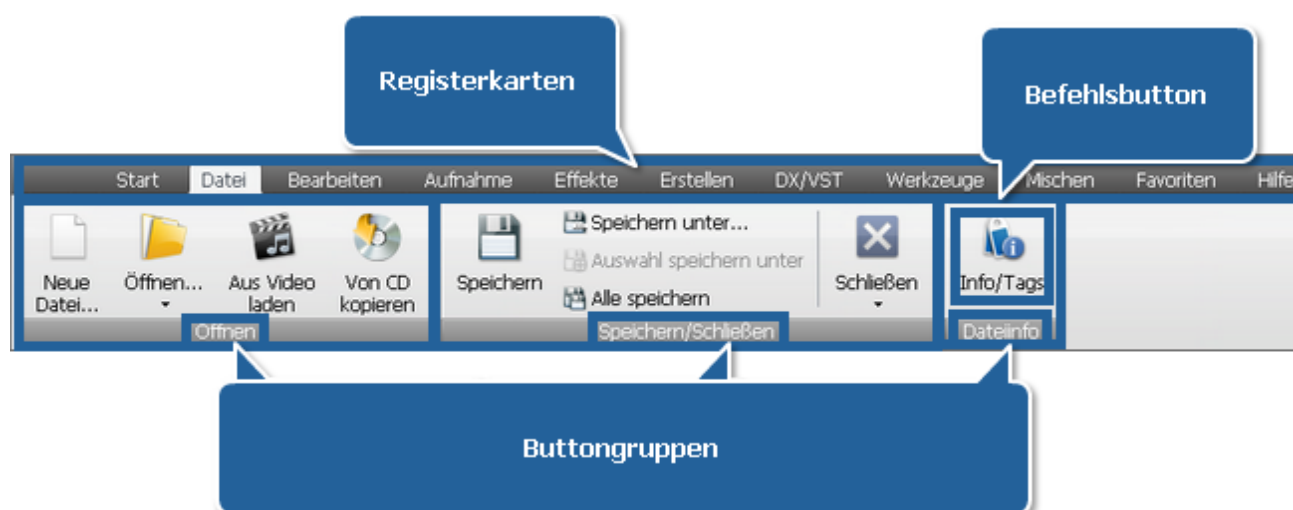 Registerkarten
Befehlsbutton
Start Datei Bearbeiten Aufnahme Effekte Erstellen DX/VST Werkzeuge Mischen Favoriten Hilfe
Neue Datei...
Öffnen...
Aus Video laden
Von CD kopieren
Öffnen
Speichern
Speichern unter...
Auswahl speichern unter
Alle speichern
Schließen
Speichern/Schließen
Info/Tags
Dateiinfo
Buttongruppen